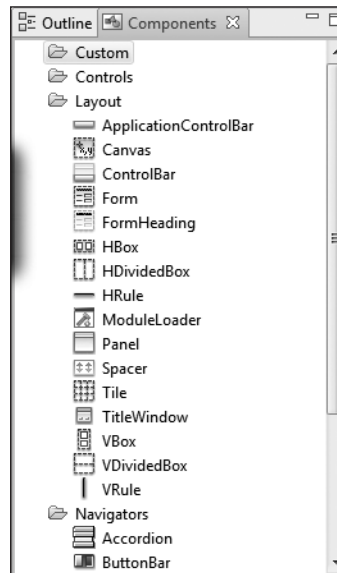 Outline Components
Custom
Controls
Layout
ApplicationControlBar
Canvas
ControlBar
Form
FormHeading
HBox
HDividedBox
HRule
ModuleLoader
Panel
Spacer
Tile
TitleWindow
VBox
VDividedBox
VRule
Navigators
Accordion
ButtonBar